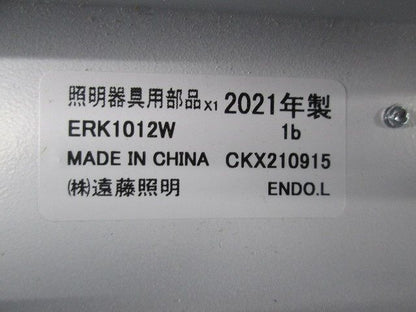 照明器具用部品x1 2021年製
ERK1012W 1b
MADE IN CHINA CKX210915
㈱遠藤照明 ENDO.L